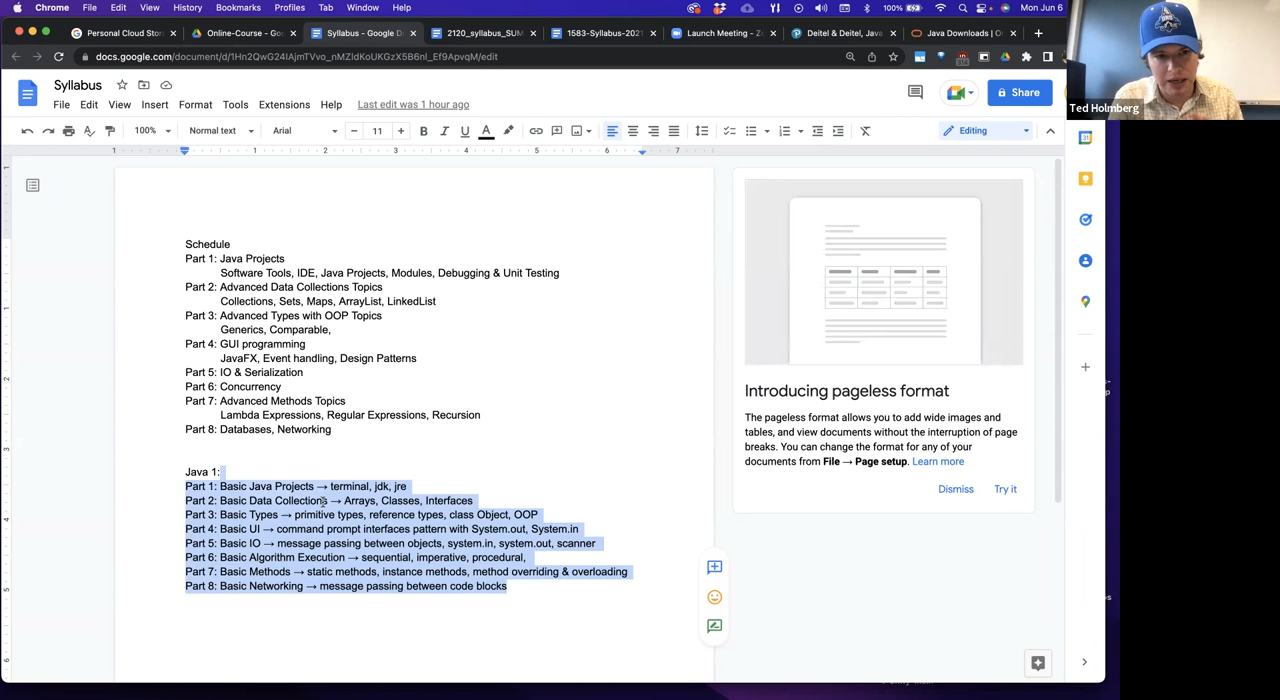 Chrome File Edit View History Bookmarks Profiles Tab Window Help 100% Mon Jun 6
Personal Cloud Stor Online-Course - Go Syllabus - Google D 2120_syllabus_SUM 1583-Syllabus-2021 Launch Meeting - Z Deitel & Deitel, Java Downloads | O
docs.google.com/document/d/1Hn2QwG24IAjmTVvo_nMZldKoUKGzX5B6nl_Ef9ApvqM/edit
Ted Holmberg
Syllabus
File Edit View Insert Format Tools Extensions Help Last edit was 1 hour ago
Share
100% Normal text Arial 11 B I U A Editing
1 1 2 3 4 5 6 7
Schedule
Part 1: Java Projects
Software Tools, IDE, Java Projects, Modules, Debugging & Unit Testing
Part 2: Advanced Data Collections Topics
Collections, Sets, Maps, ArrayList, LinkedList
Part 3: Advanced Types with OOP Topics
Generics, Comparable,
Part 4: GUI programming
JavaFX, Event handling, Design Patterns
Part 5: IO & Serialization
Part 6: Concurrency
Part 7: Advanced Methods Topics
Lambda Expressions, Regular Expressions, Recursion
Part 8: Databases, Networking
Java 1:
Part 1: Basic Java Projects → terminal, jdk, jre
Part 2: Basic Data Collections → Arrays, Classes, Interfaces
Part 3: Basic Types → primitive types, reference types, class Object, OOP
Part 4: Basic UI → command prompt interfaces pattern with System.out, System.in
Part 5: Basic IO → message passing between objects, system.in, system.out, scanner
Part 6: Basic Algorithm Execution → sequential, imperative, procedural,
Part 7: Basic Methods → static methods, instance methods, method overriding & overloading
Part 8: Basic Networking → message passing between code blocks
Introducing pageless format
The pageless format allows you to add wide images and
tables, and view documents without the interruption of page
breaks. You can change the format for any of your
documents from File → Page setup. Learn more
Dismiss Try it